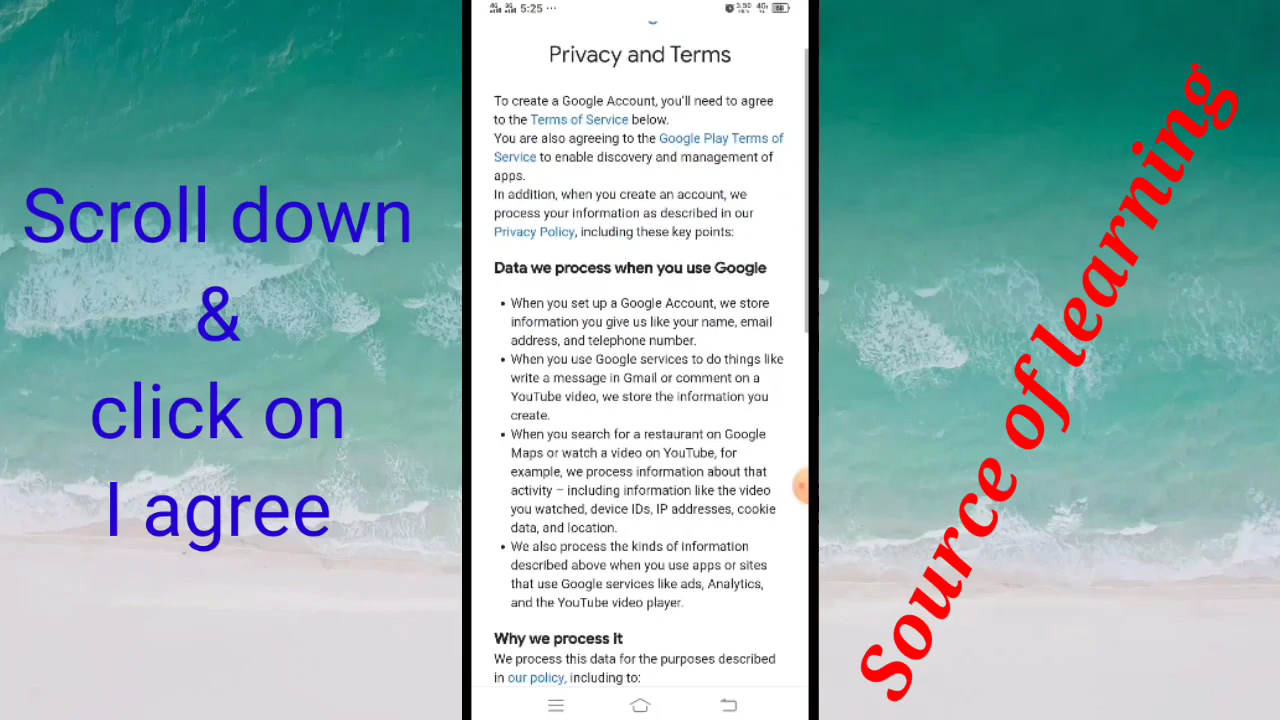 Scroll down
&
click on
I agree
5:25 ...
3.50
4G
60
Privacy and Terms
To create a Google Account, you'll need to agree
to the Terms of Service below.
You are also agreeing to the Google Play Terms of
Service to enable discovery and management of
apps.
In addition, when you create an account, we
process your information as described in our
Privacy Policy, including these key points:
Data we process when you use Google
• When you set up a Google Account, we store
information you give us like your name, email
address, and telephone number.
• When you use Google services to do things like
write a message in Gmail or comment on a
YouTube video, we store the information you
create.
• When you search for a restaurant on Google
Maps or watch a video on YouTube, for
example, we process information about that
activity – including information like the video
you watched, device IDs, IP addresses, cookie
data, and location.
• We also process the kinds of information
described above when you use apps or sites
that use Google services like ads, Analytics,
and the YouTube video player.
Why we process it
We process this data for the purposes described
in our policy, including to:
Source of learning